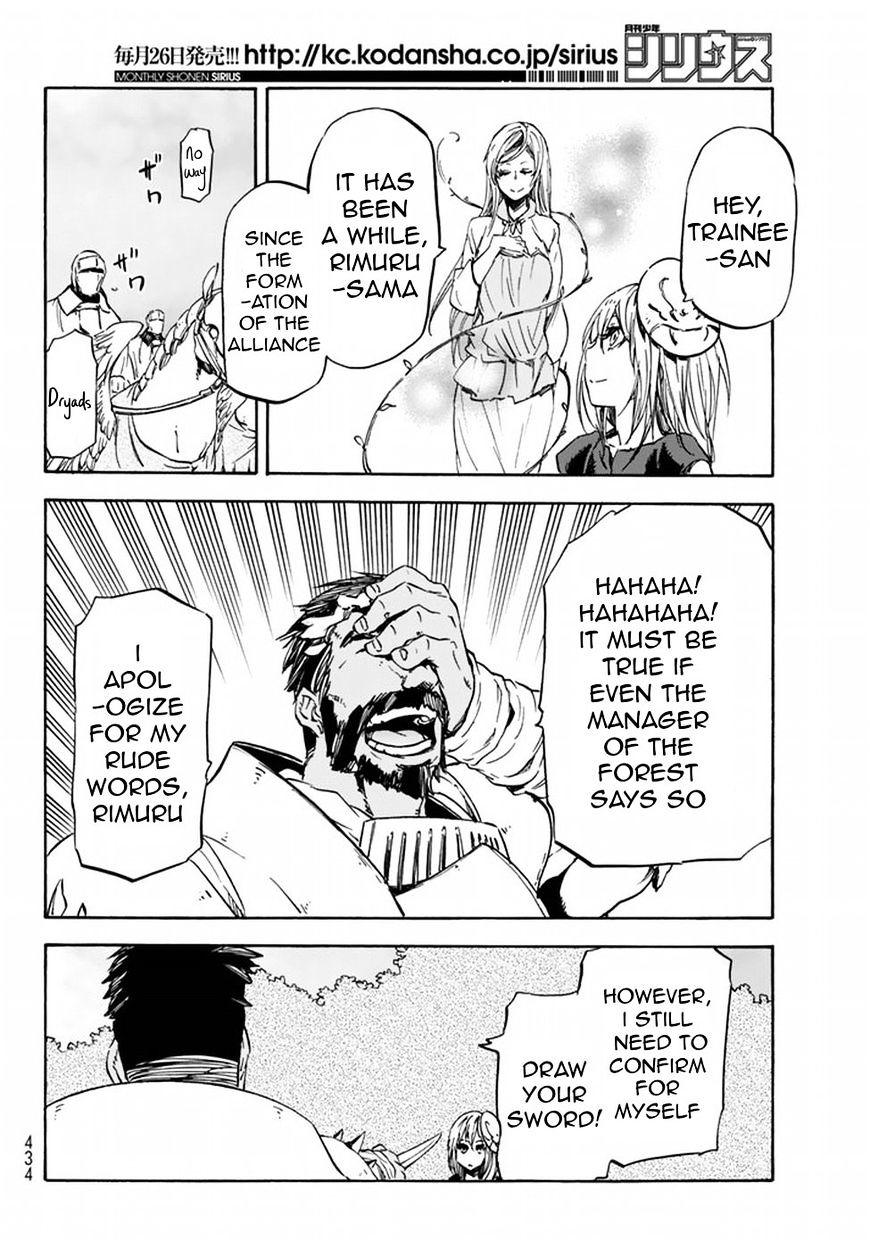 毎月26日発売!!! http://kc.kodansha.co.jp/sirius
MONTHLY SHONEN SIRIUS
月刊少年
シリウス
HEY,
TRAINEE
-SAN
IT HAS
BEEN
A WHILE,
RIMURU
-SAMA
SINCE
THE
FORM
-ATION
OF THE
ALLIANCE
No
way
ザワ
ザワ
Dryads
HAHAHA!
HAHAHAHA!
IT MUST BE
TRUE IF
EVEN THE
MANAGER
OF THE
FOREST
SAYS SO
I
APOL
-OGIZE
FOR MY
RUDE
WORDS,
RIMURU
HOWEVER,
I STILL
NEED TO
CONFIRM
FOR
MYSELF
DRAW
YOUR
SWORD!
434